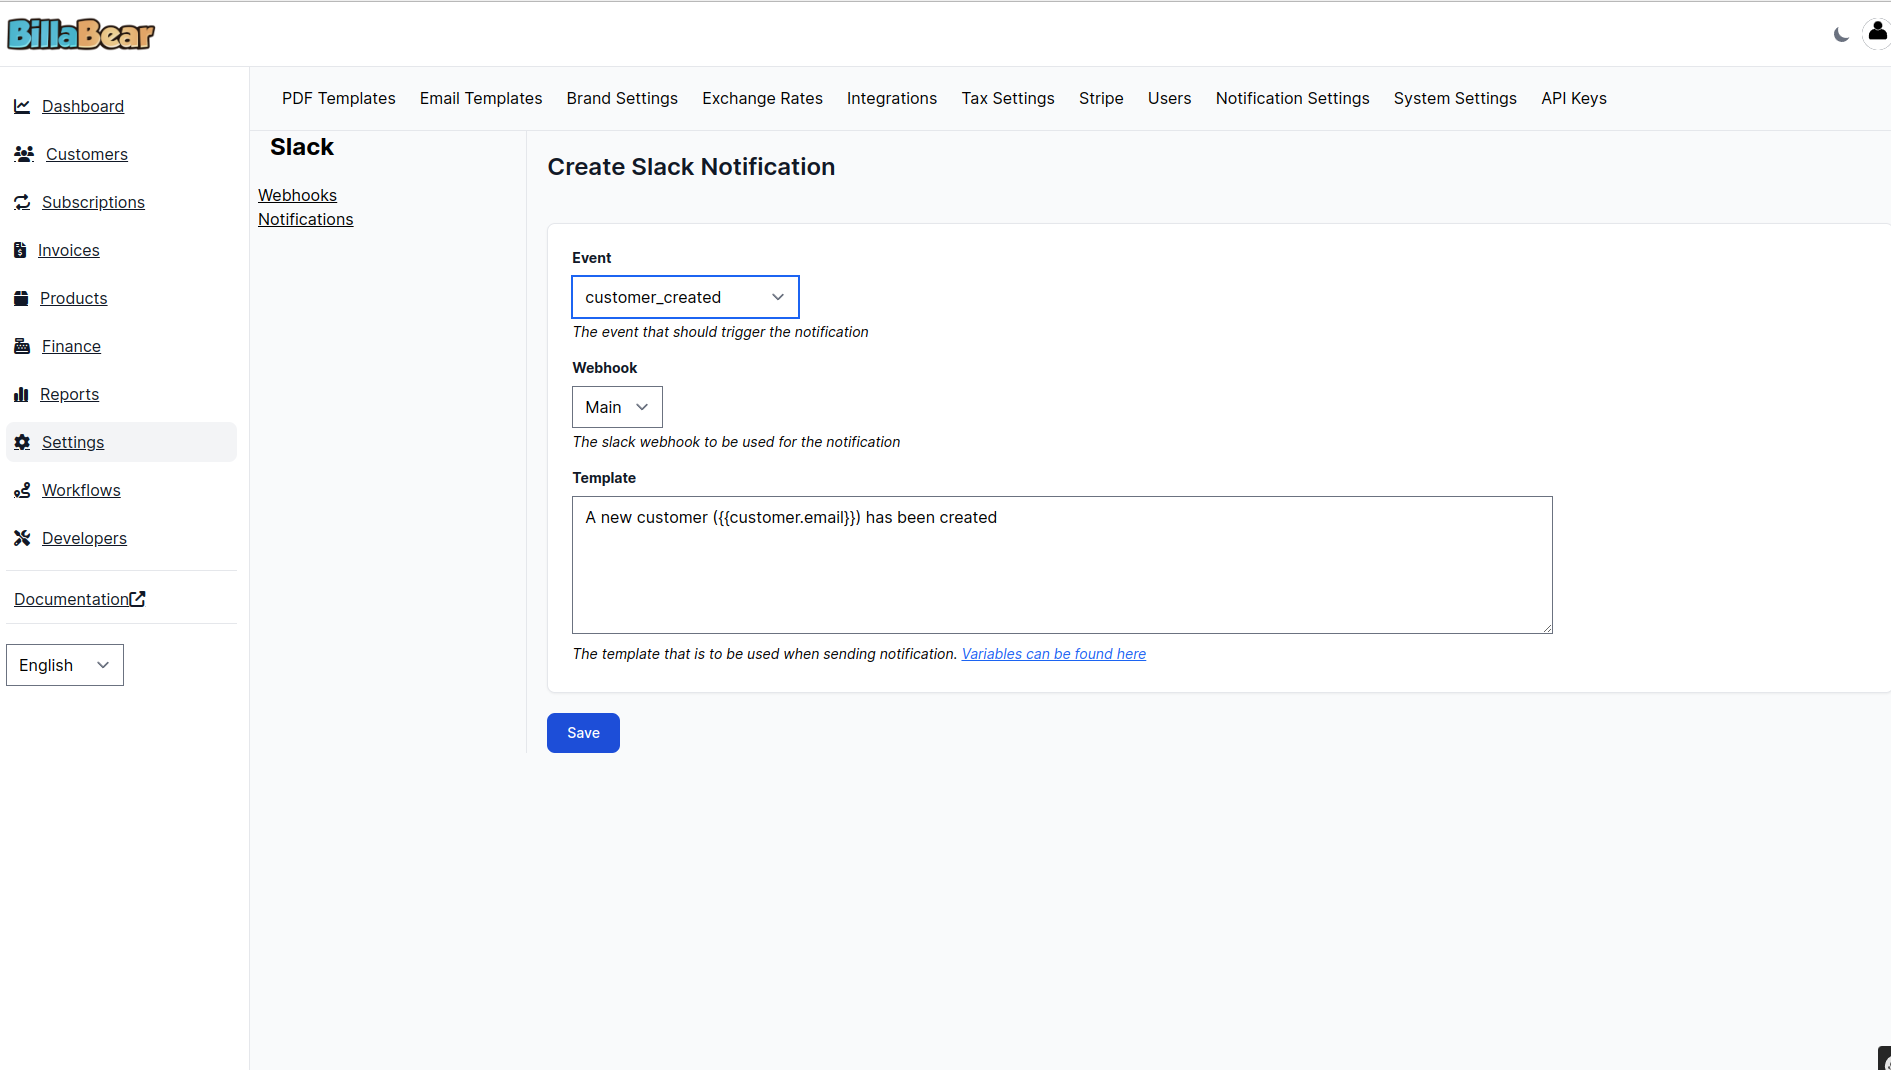 BillaBear
Dashboard
Customers
Subscriptions
Invoices
Products
Finance
Reports
Settings
Workflows
Developers
Documentation
English
PDF Templates Email Templates Brand Settings Exchange Rates Integrations Tax Settings Stripe Users Notification Settings System Settings API Keys
Slack
Webhooks
Notifications
Create Slack Notification
Event
customer_created
The event that should trigger the notification
Webhook
Main
The slack webhook to be used for the notification
Template
A new customer ({{customer.email}}) has been created
The template that is to be used when sending notification. Variables can be found here
Save